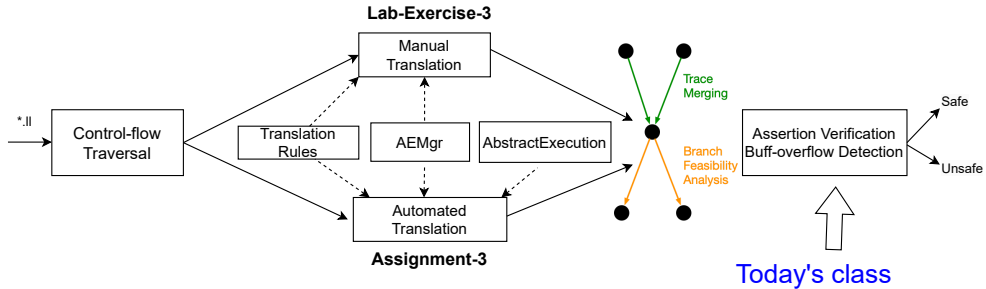 Lab-Exercise-3
Manual
Translation
*.ll
Control-flow
Traversal
Translation
Rules
AEMgr
AbstractExecution
Automated
Translation
Assignment-3
Trace
Merging
Branch
Feasibility
Analysis
Assertion Verification
Buff-overflow Detection
Safe
Unsafe
Today's class